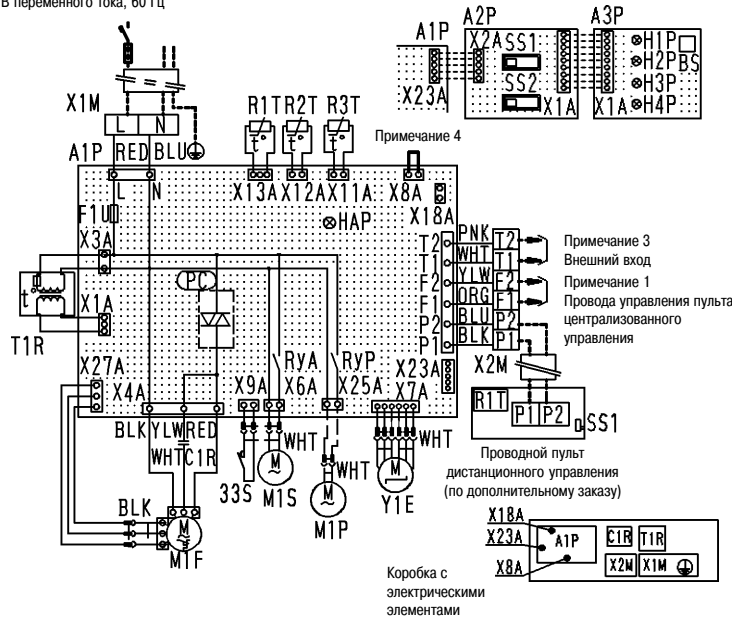 В переменного тока, 60 Гц
A1P
A2P
A3P
X2A
SS1
SS2
X23A
X1A
X1A
H1P
H2P
BS
H3P
H4P
X1M
L
N
R1T
R2T
R3T
t°
t°
t°
Примечание 4
A1P
RED
BLU
X13A
X12A
X11A
X8A
L
N
X18A
F1U
HAP
X3A
T2
PNK
T2
Примечание 3
T1
WHT
T1
Внешний вход
F2
YLW
F2
Примечание 1
F1
ORG
F1
Провода управления пульта
P2
BLU
P2
централизованного
P1
BLK
P1
управления
PC
t°
X1A
T1R
X27A
X4A
X9A
RyA
X6A
RyP
X25A
X23A
X7A
X2M
R1T
P1
P2
SS1
BLK
YLW
RED
WHT
C1R
WHT
WHT
WHT
33S
M
M1S
M
M1P
M
Y1E
Проводной пульт
дистанционного управления
(по дополнительному заказу)
BLK
M
M1F
X18A
X23A
X8A
A1P
C1R
T1R
X2M
X1M
Коробка с
электрическими
элементами